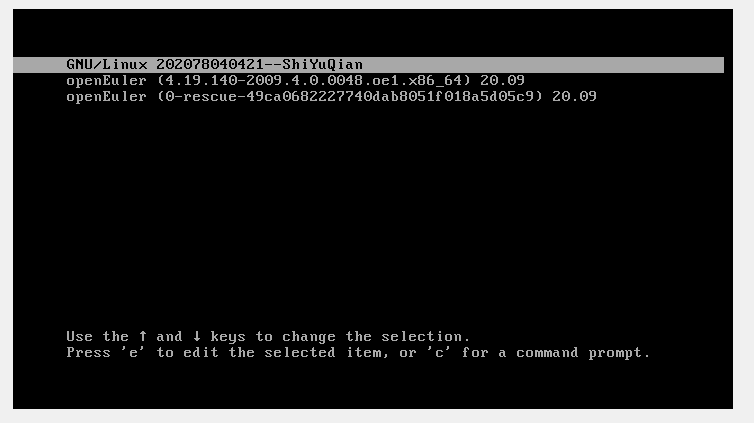 GNU/Linux 202078040421--ShiYuQian
openEuler (4.19.140-2009.4.0.0048.oe1.x86_64) 20.09
openEuler (0-rescue-49ca0682227740dab8051f018a5d05c9) 20.09
Use the ↑ and ↓ keys to change the selection.
Press 'e' to edit the selected item, or 'c' for a command prompt.